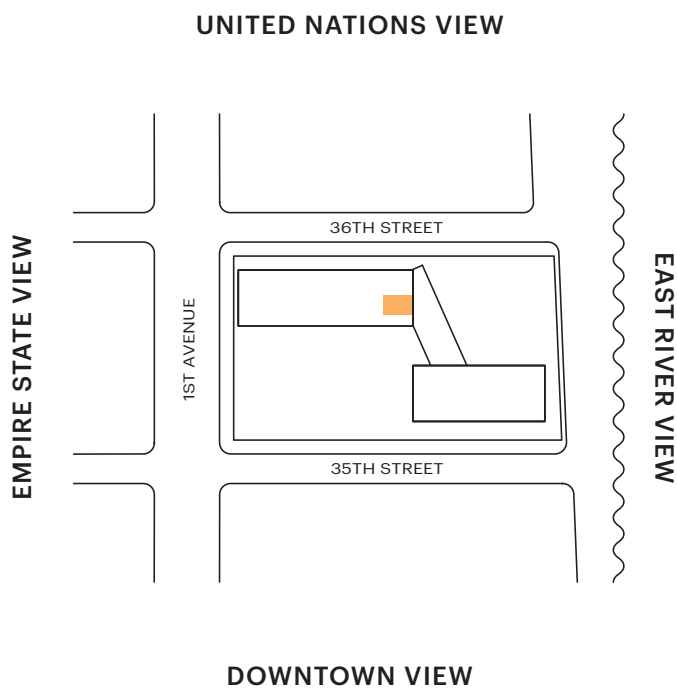 UNITED NATIONS VIEW
36TH STREET
EMPIRE STATE VIEW
1ST AVENUE
EAST RIVER VIEW
35TH STREET
DOWNTOWN VIEW